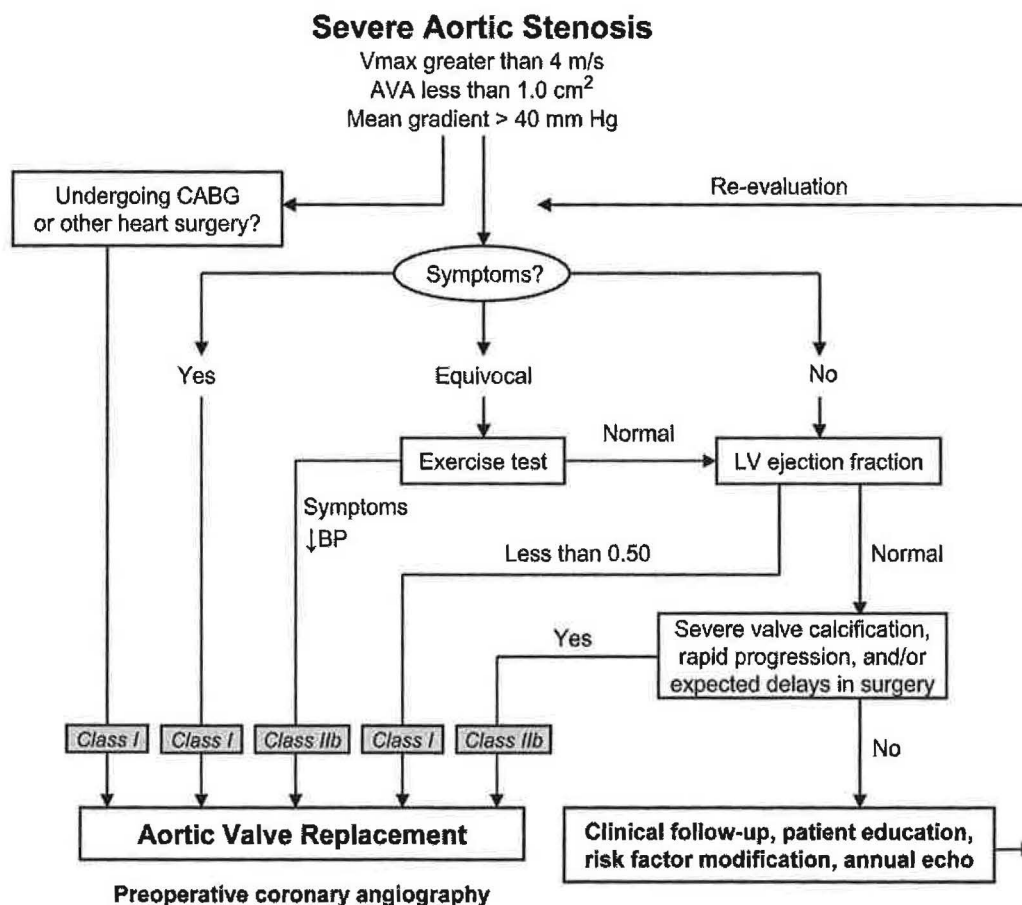 Severe Aortic Stenosis
Vmax greater than 4 m/s
AVA less than 1.0 cm²
Mean gradient > 40 mm Hg
Undergoing CABG
or other heart surgery?
Re-evaluation
Symptoms?
Yes
Equivocal
No
Exercise test
Normal
LV ejection fraction
Symptoms
↓BP
Less than 0.50
Normal
Yes
Severe valve calcification,
rapid progression, and/or
expected delays in surgery
Class I
Class I
Class IIb
Class I
Class IIb
No
Aortic Valve Replacement
Clinical follow-up, patient education,
risk factor modification, annual echo
Preoperative coronary angiography